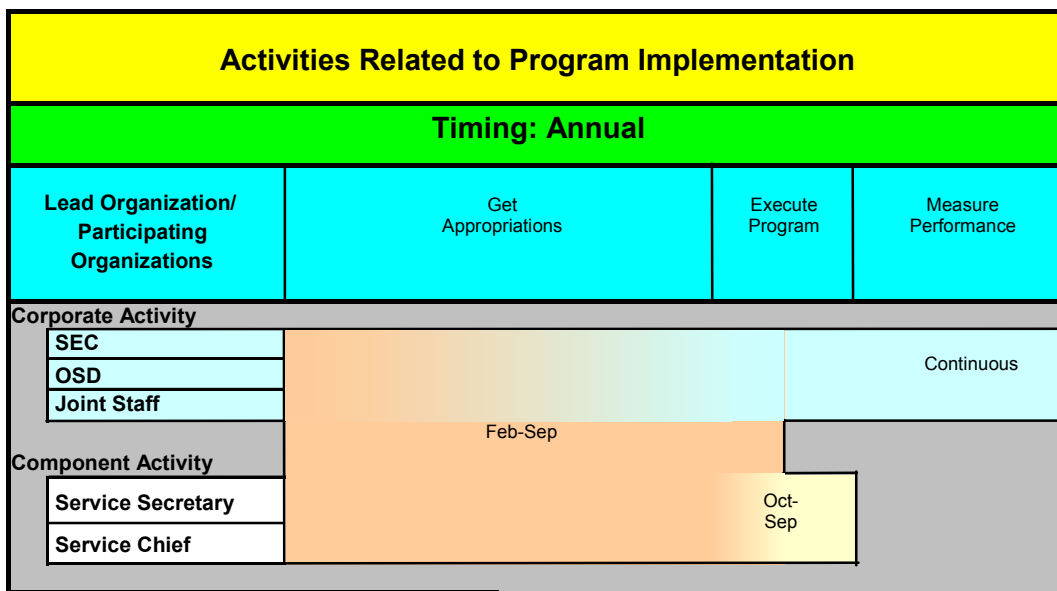 Activities Related to Program Implementation
Timing: Annual
Lead Organization/
Participating
Organizations
Get
Appropriations
Execute
Program
Measure
Performance
Corporate Activity
SEC
OSD
Joint Staff
Continuous
Feb-Sep
Component Activity
Service Secretary
Service Chief
Oct-
Sep